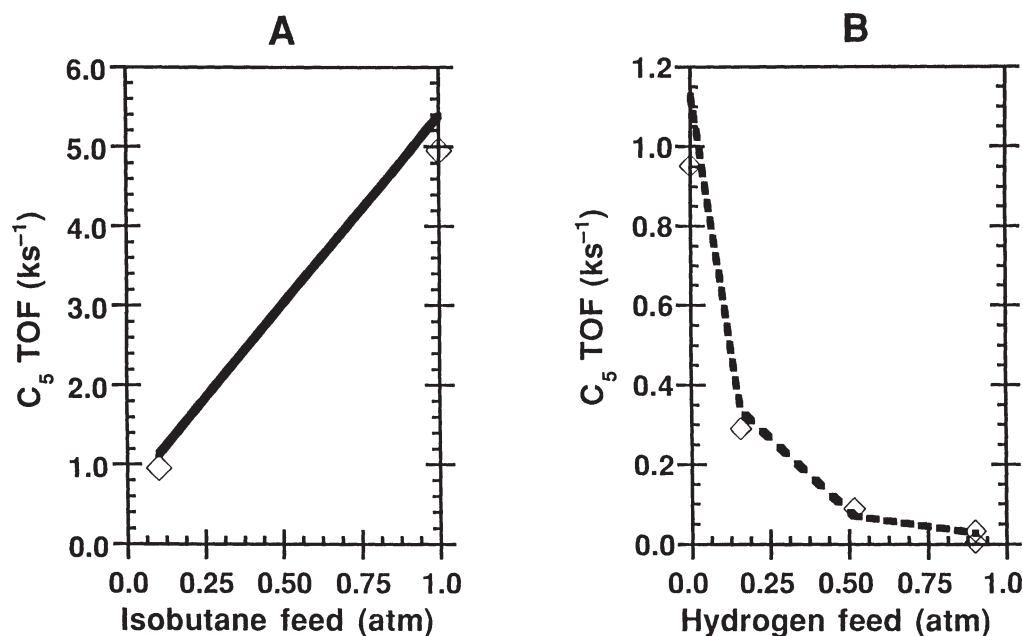 A
6.0
5.0
4.0
3.0
2.0
1.0
0.0
C5 TOF (ks⁻¹)
0.0 0.25 0.50 0.75 1.0
Isobutane feed (atm)
B
1.2
1.0
0.8
0.6
0.4
0.2
0.0
C5 TOF (ks⁻¹)
0.0 0.25 0.50 0.75 1.0
Hydrogen feed (atm)